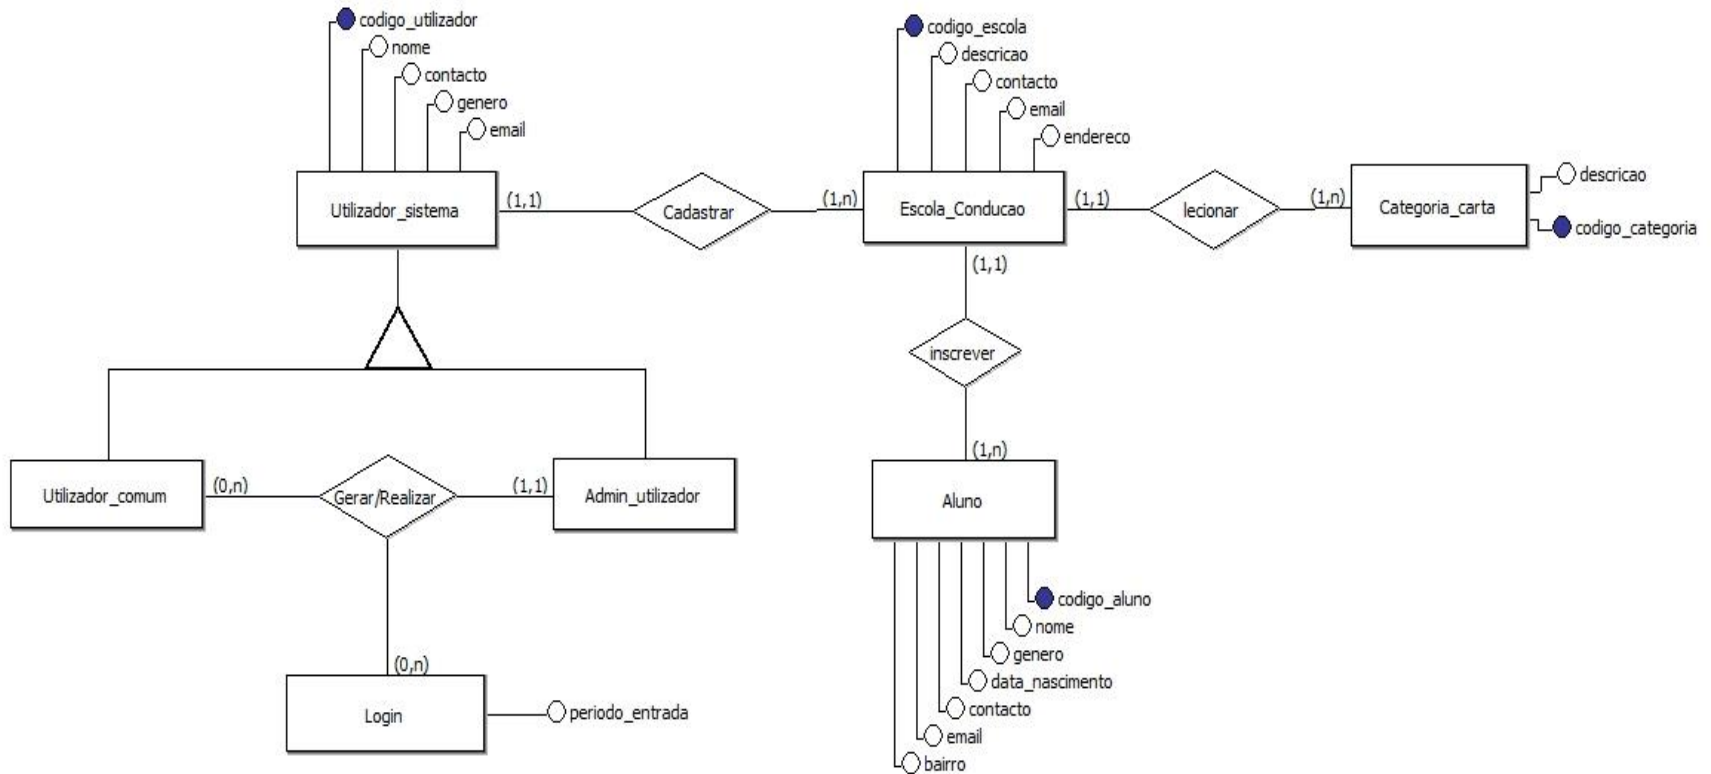 codigo_utilizador
nome
contacto
genero
email
codigo_escola
descricao
contacto
email
endereco
Utilizador_sistema
(1,1)
Cadastrar
(1,n)
Escola_Conducao
(1,1)
lecionar
(1,n)
Categoria_carta
descricao
codigo_categoria
(1,1)
inscrever
(1,n)
Aluno
Utilizador_comum
(0,n)
Gerar/Realizar
(1,1)
Admin_utilizador
(0,n)
Login
periodo_entrada
codigo_aluno
nome
genero
data_nascimento
contacto
email
bairro